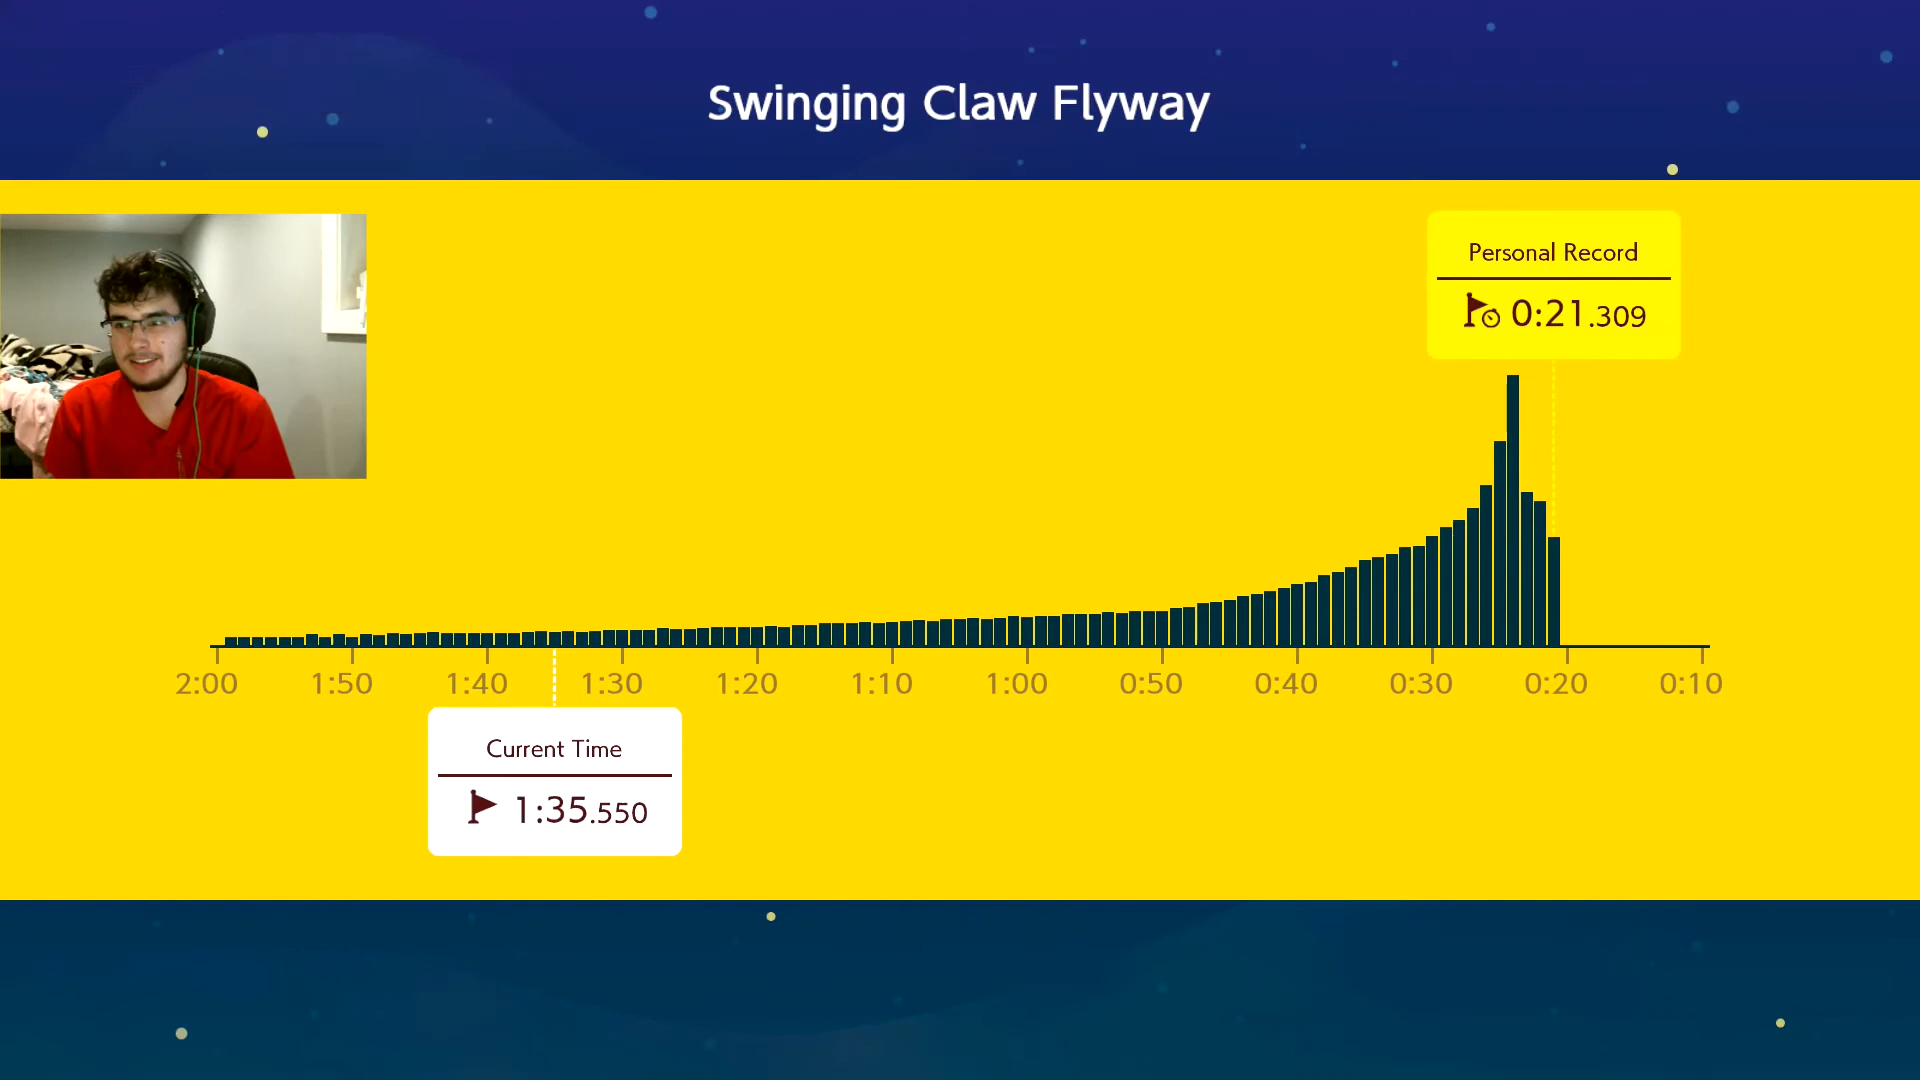 Swinging Claw Flyway
Personal Record
0:21.309
2:00 1:50 1:40 1:30 1:20 1:10 1:00 0:50 0:40 0:30 0:20 0:10
Current Time
1:35.550